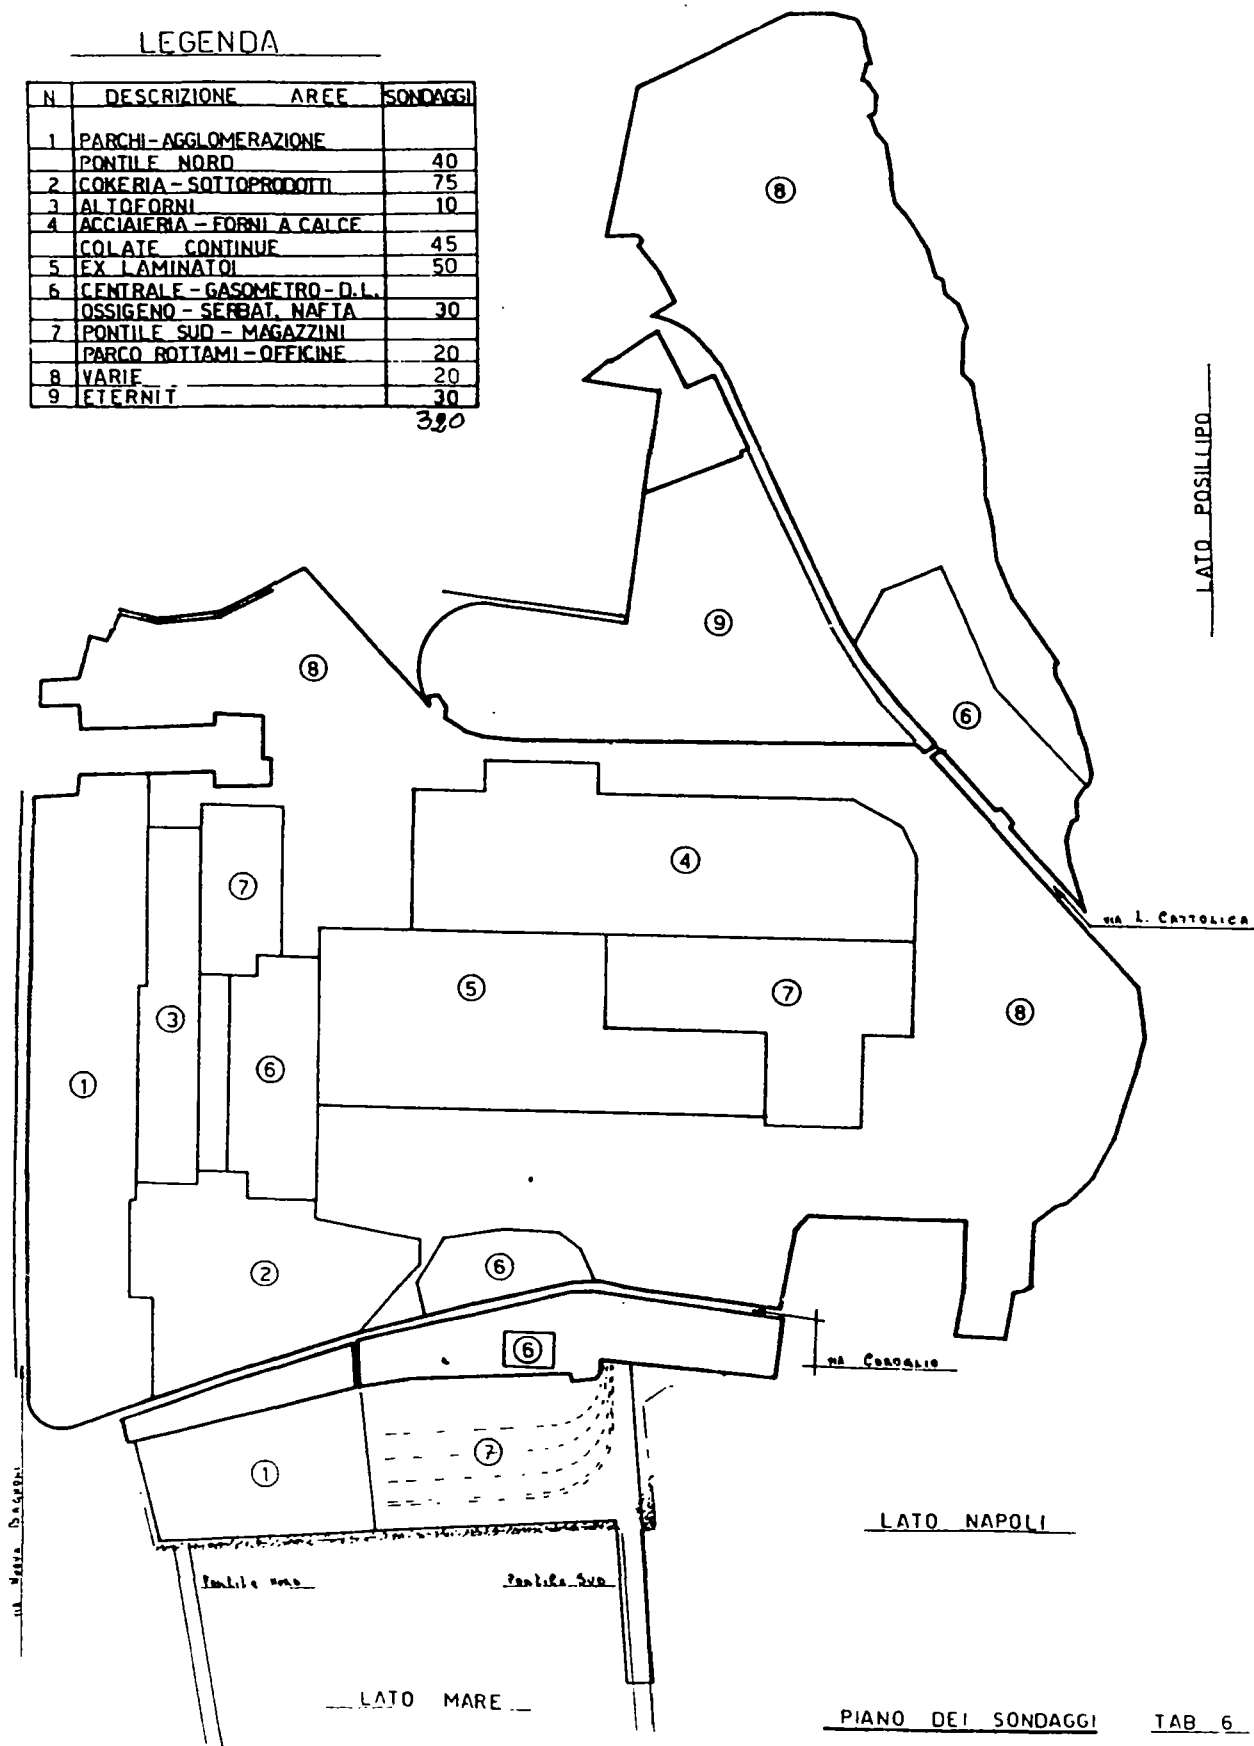 LEGENDA
N DESCRIZIONE AREE SONDAGGI
1 PARCHI-AGGLOMERAZIONE
PONTILE NORD 40
2 COKERIA-SOTTOPRODOTTI 75
3 ALTOFORNI 10
4 ACCIAIERIA-FORNI A CALCE
COLATE CONTINUE 45
5 EX LAMINATOI 50
6 CENTRALE-GASOMETRO-D.L.
OSSIGENO-SERBAT. NAFTA 30
7 PONTILE SUD-MAGAZZINI
PARCO ROTTAMI-OFFICINE 20
8 VARIE 20
9 ETERNIT 30
320
8
LATO POSILLIPO
9
8
6
4
7
VIA L. CATTOLICA
5
7
8
3
6
1
2
6
6
VIA COROGLIO
7
1
VIA NUOVA BAGNOLI
LATO NAPOLI
Pontile NORD
Pontile SUD
LATO MARE
PIANO DEI SONDAGGI TAB 6